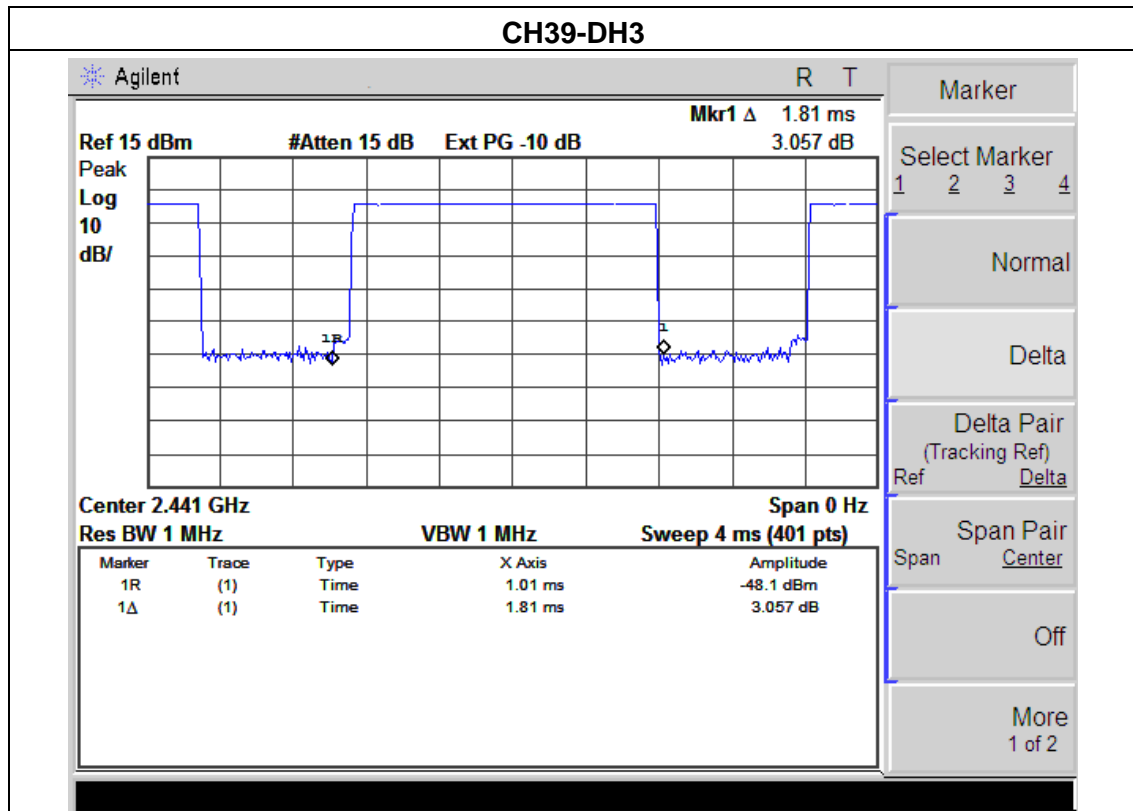 CH39-DH3
Agilent R T
Mkr1 Δ 1.81 ms
Ref 15 dBm #Atten 15 dB Ext PG -10 dB 3.057 dB
Peak
Log
10
dB/
1R
1
Center 2.441 GHz Span 0 Hz
Res BW 1 MHz VBW 1 MHz Sweep 4 ms (401 pts)
Marker Trace Type X Axis Amplitude
1R (1) Time 1.01 ms -48.1 dBm
1Δ (1) Time 1.81 ms 3.057 dB
Marker
Select Marker
1 2 3 4
Normal
Delta
Delta Pair
(Tracking Ref)
Ref Delta
Span Pair
Span Center
Off
More
1 of 2